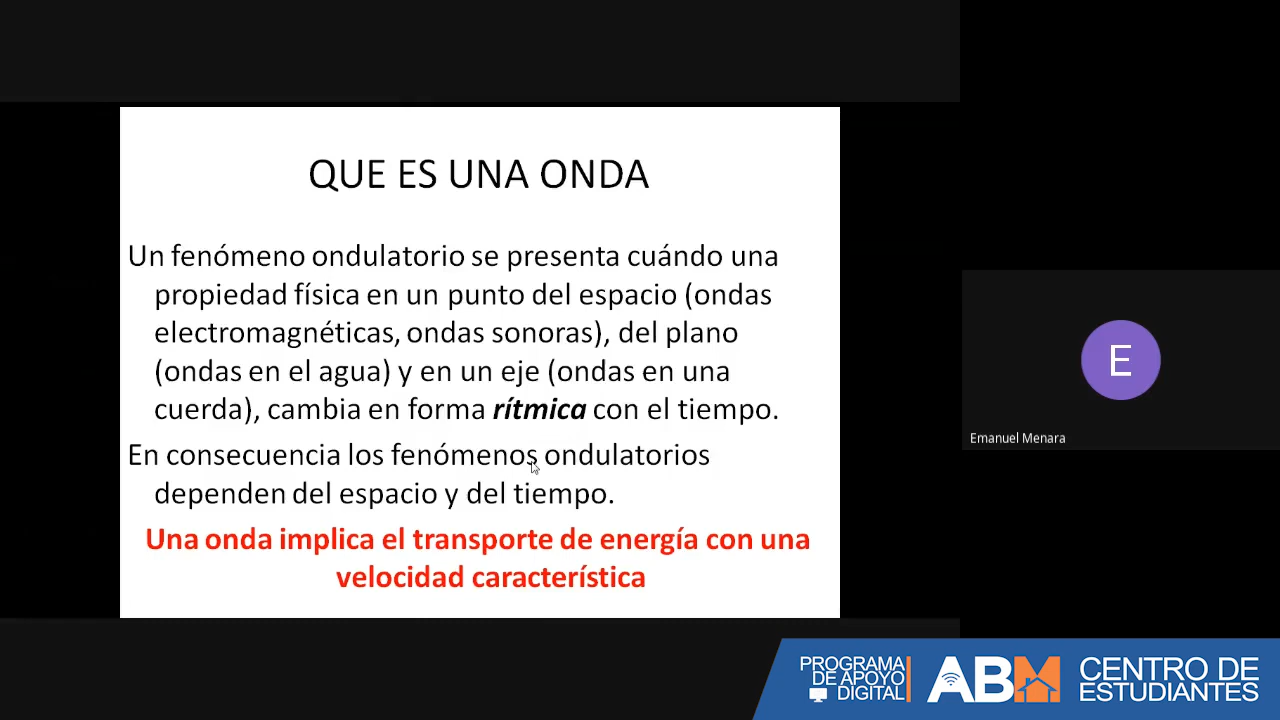 QUE ES UNA ONDA
Un fenómeno ondulatorio se presenta cuándo una
propiedad física en un punto del espacio (ondas
electromagnéticas, ondas sonoras), del plano
(ondas en el agua) y en un eje (ondas en una
cuerda), cambia en forma rítmica con el tiempo.
En consecuencia los fenómenos ondulatorios
dependen del espacio y del tiempo.
Una onda implica el transporte de energía con una
velocidad característica
E
Emanuel Menara
PROGRAMA
DE APOYO
DIGITAL
ABM
CENTRO DE
ESTUDIANTES